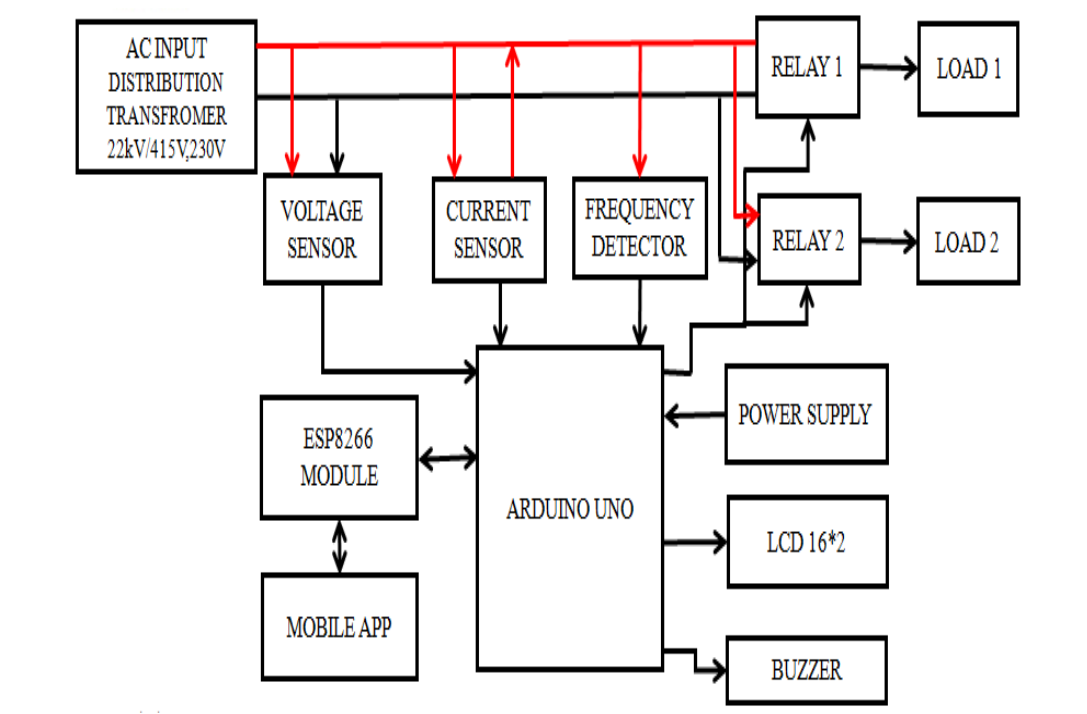 AC INPUT
DISTRIBUTION
TRANSFROMER
22kV/415V,230V
RELAY 1
LOAD 1
VOLTAGE
SENSOR
CURRENT
SENSOR
FREQUENCY
DETECTOR
RELAY 2
LOAD 2
POWER SUPPLY
ESP8266
MODULE
ARDUINO UNO
LCD 16*2
MOBILE APP
BUZZER